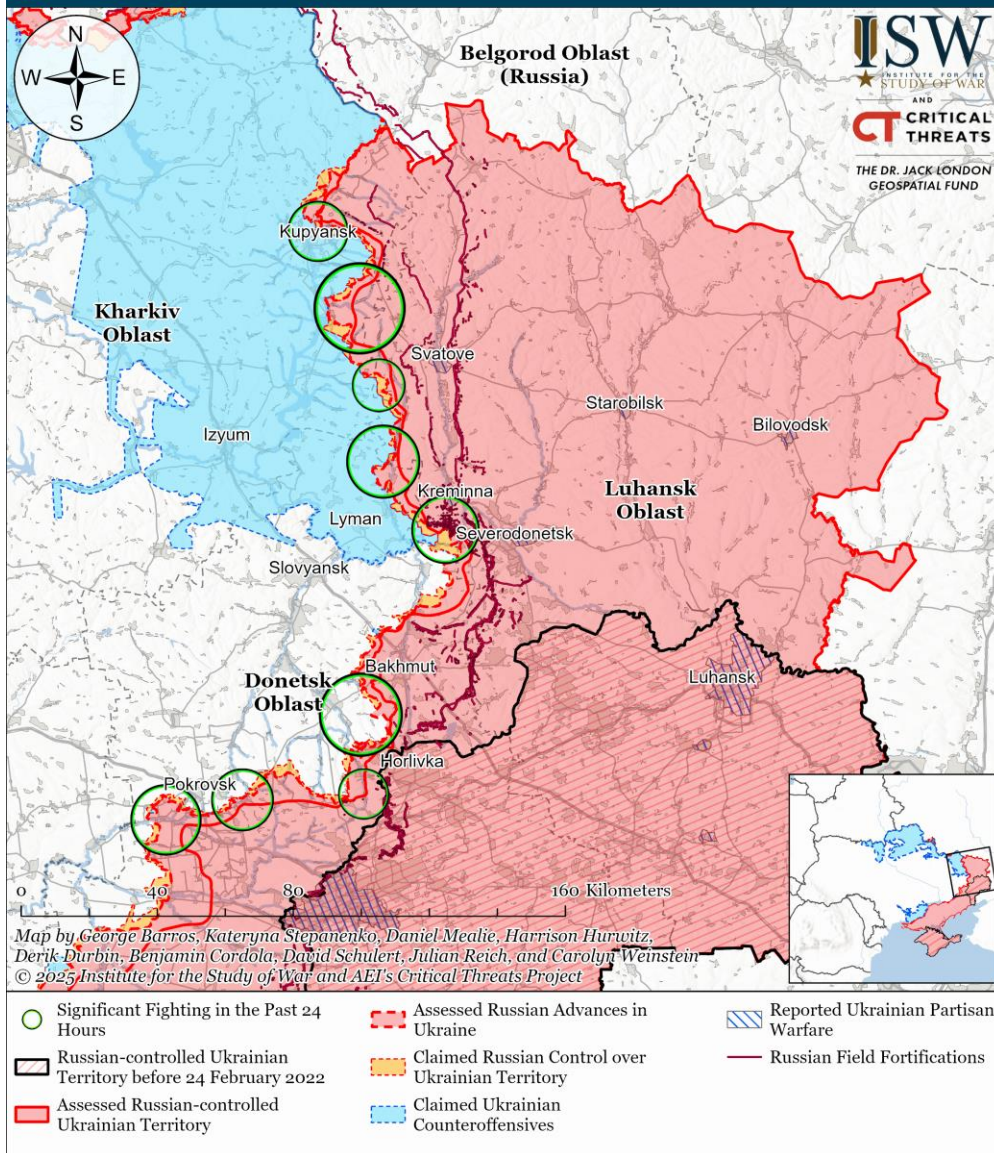 N
W E
S
Belgorod Oblast
(Russia)
ISW
INSTITUTE FOR THE
STUDY OF WAR
AND
CT CRITICAL
THREATS
THE DR. JACK LONDON
GEOSPATIAL FUND
Kupyansk
Kharkiv
Oblast
Svatove
Starobilsk
Bilovodsk
Izyum
Kreminna
Luhansk
Oblast
Lyman
Severodonetsk
Slovyansk
Bakhmut
Luhansk
Donetsk
Oblast
Horlivka
Pokrovsk
0 40 80 160 Kilometers
Map by George Barros, Kateryna Stepanenko, Daniel Mealie, Harrison Hurwitz,
Derik Durbin, Benjamin Cordola, David Schulert, Julian Reich, and Carolyn Weinstein
© 2025 Institute for the Study of War and AEI's Critical Threats Project
Significant Fighting in the Past 24
Hours
Russian-controlled Ukrainian
Territory before 24 February 2022
Assessed Russian-controlled
Ukrainian Territory
Assessed Russian Advances in
Ukraine
Claimed Russian Control over
Ukrainian Territory
Claimed Ukrainian
Counteroffensives
Reported Ukrainian Partisan
Warfare
Russian Field Fortifications